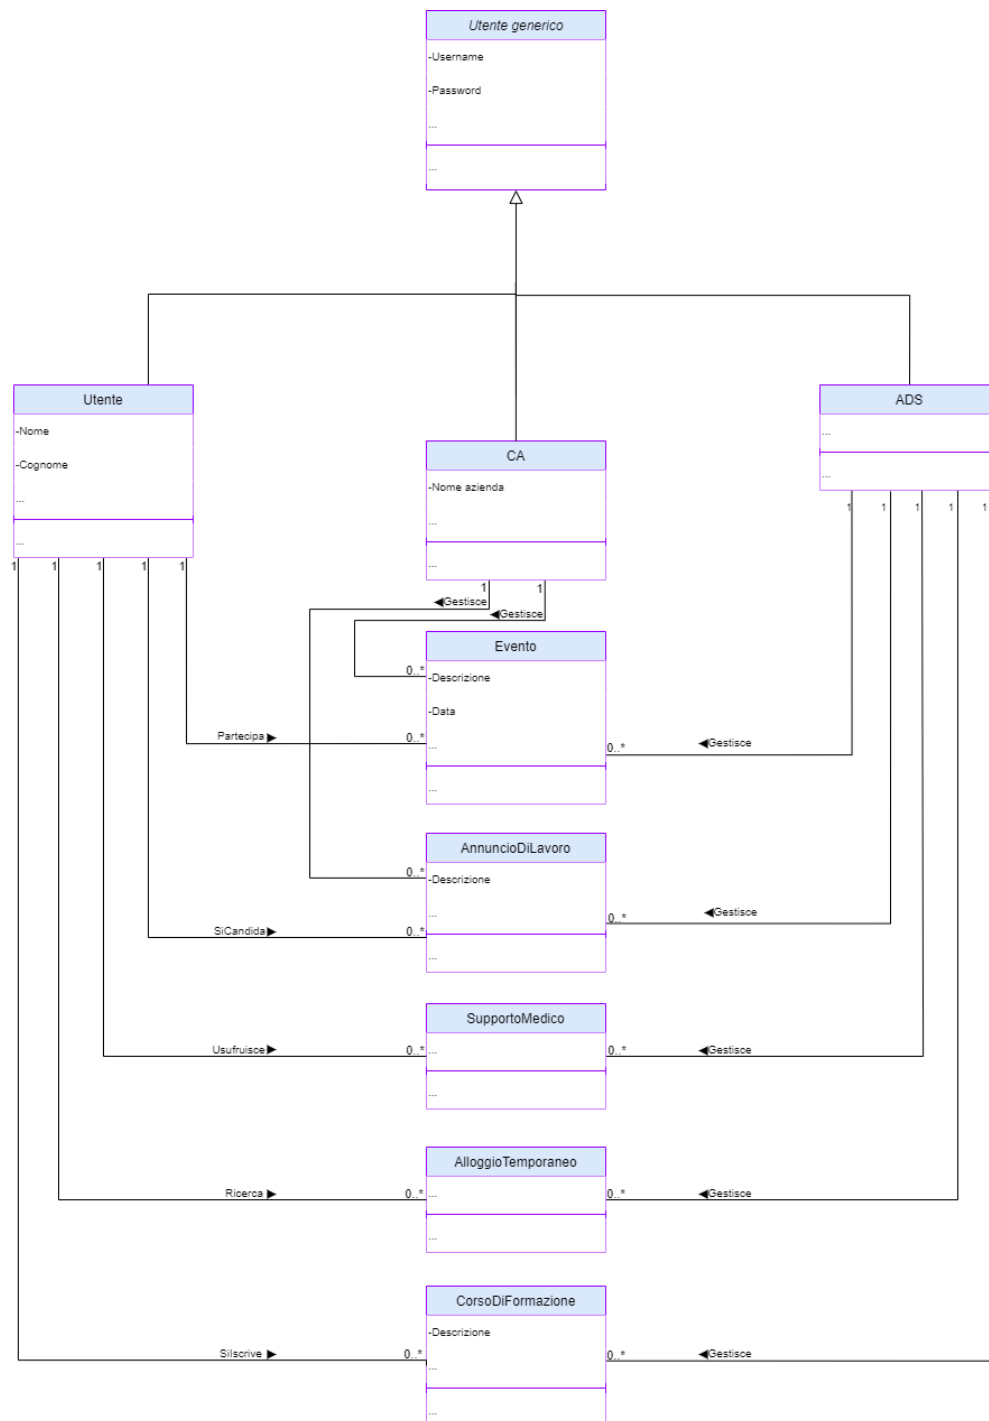 Utente generico
-Username
-Password
...
...
Utente
-Nome
-Cognome
...
...
CA
-Nome azienda
...
...
ADS
...
...
1
1
1
1
1
1
1
1
1
1
1
1
◀Gestisce
◀Gestisce
Evento
-Descrizione
-Data
...
...
0..*
Partecipa▶
0..*
◀Gestisce
0..*
AnnuncioDiLavoro
-Descrizione
...
...
0..*
SiCandida▶
0..*
◀Gestisce
0..*
SupportoMedico
...
...
Usufruisce▶
0..*
0..*
◀Gestisce
AlloggioTemporaneo
...
...
Ricerca ▶
0..*
0..*
◀Gestisce
CorsoDiFormazione
-Descrizione
...
...
SiIscrive ▶
0..*
0..*
◀Gestisce